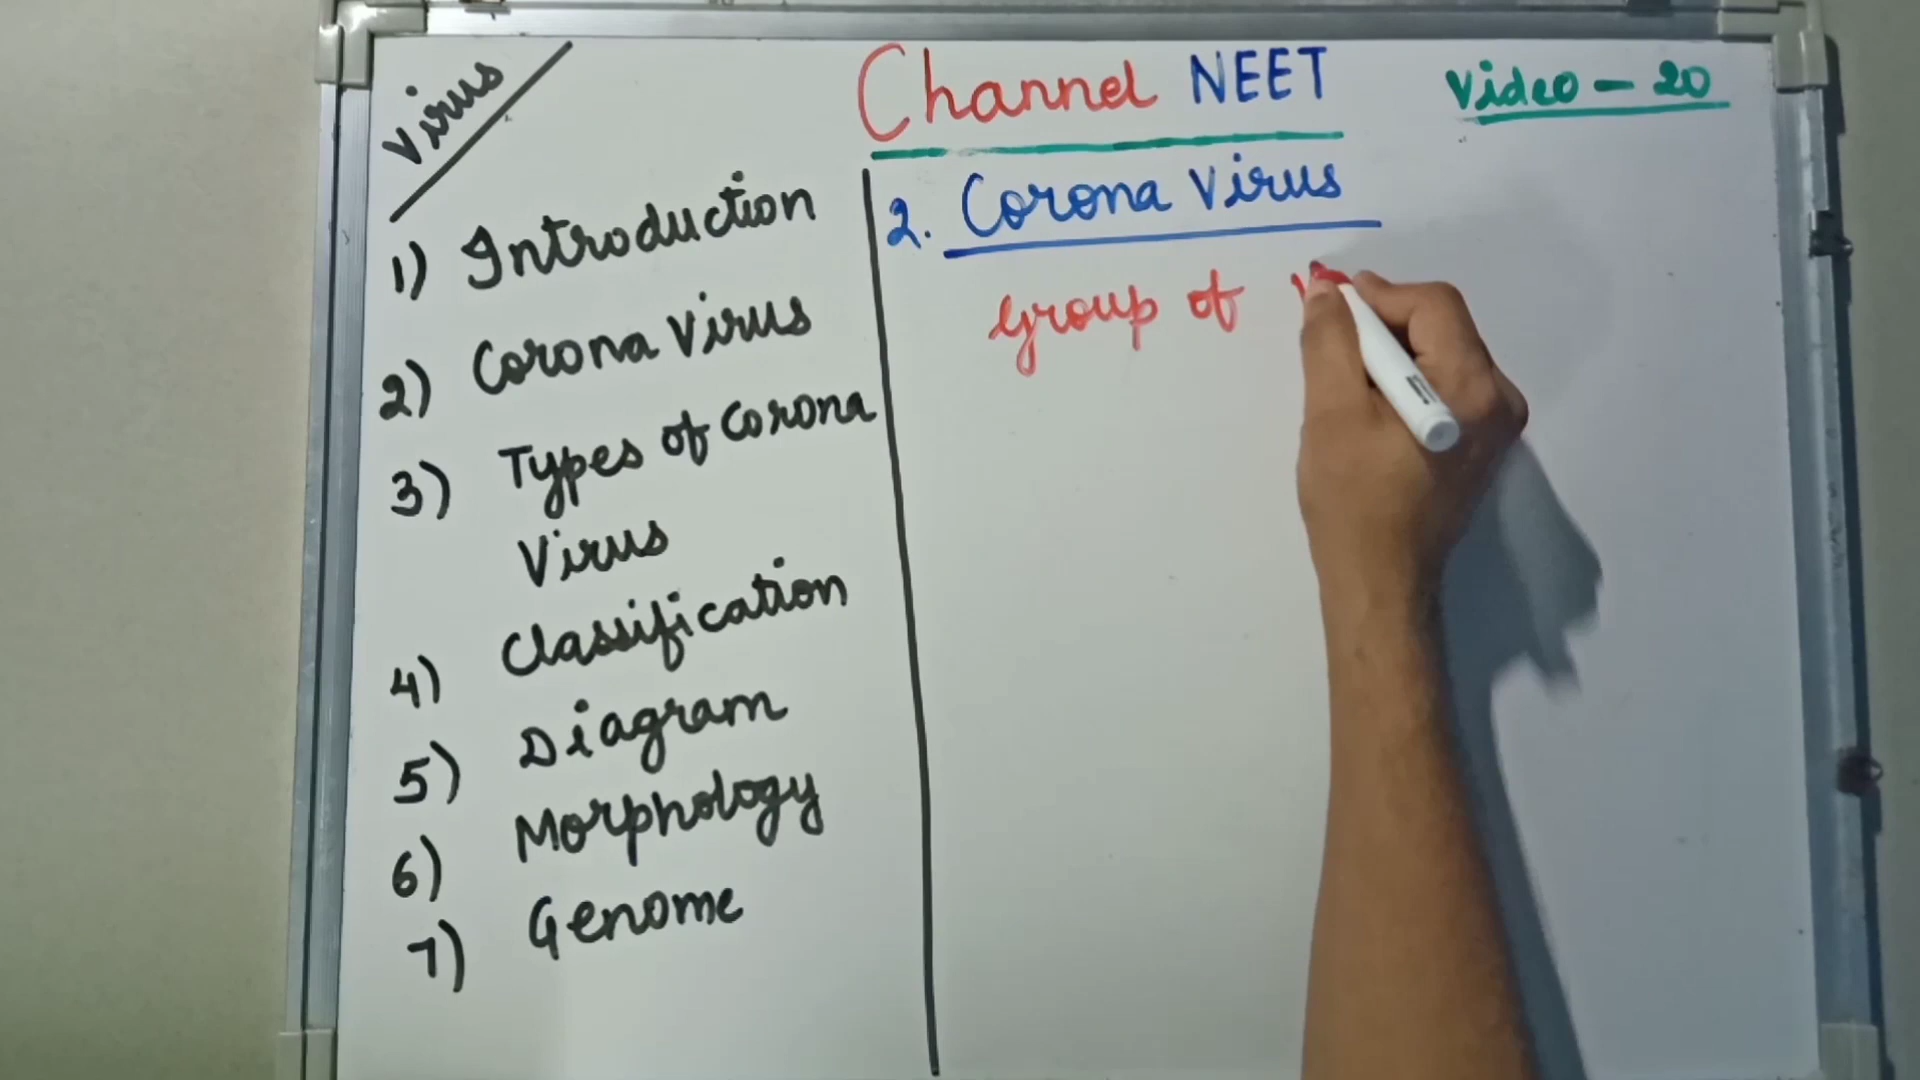 Virus
Channel NEET
Video - 20
1) Introduction
2) Corona Virus
3) Types of Corona
Virus
4) Classification
5) Diagram
6) Morphology
7) Genome
2. Corona Virus
group of